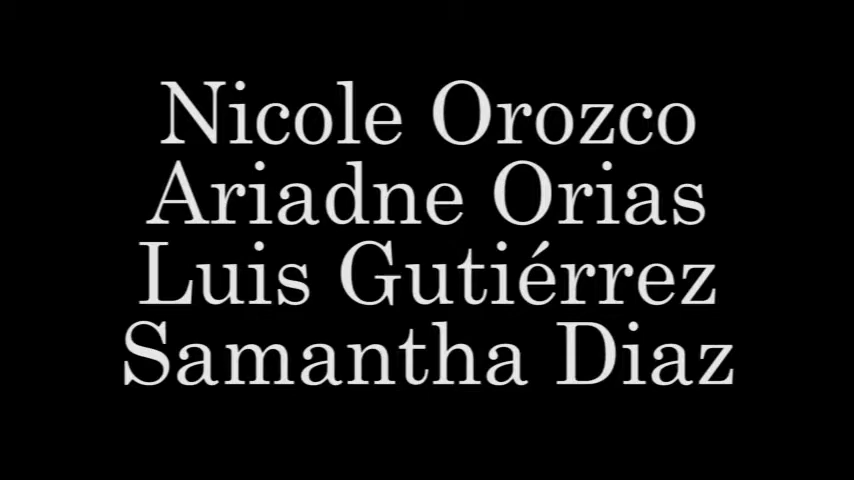 Nicole Orozco
Ariadne Orias
Luis Gutiérrez
Samantha Diaz